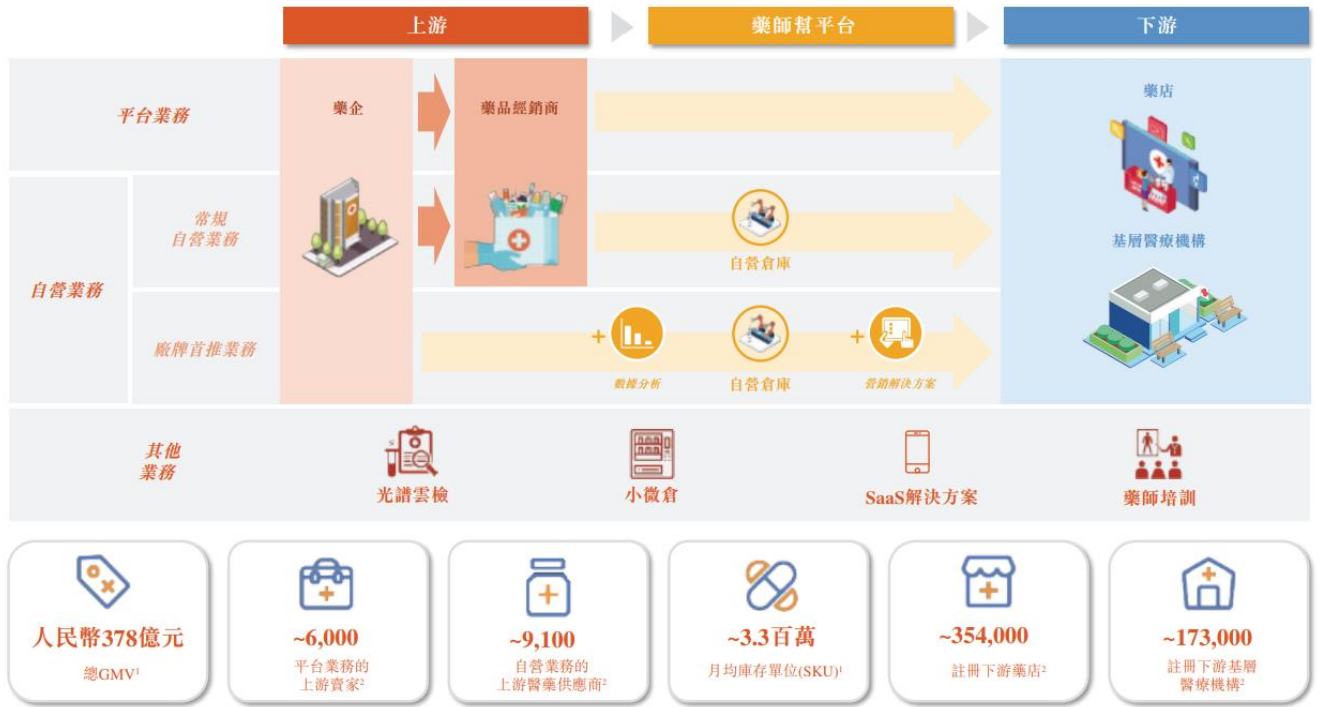 上游
藥師幫平台
下游
平台業務
藥企
藥品經銷商
藥店
自營業務
常規
自營業務
自營倉庫
基層醫療機構
廠牌首推業務
+
數據分析
自營倉庫
+
營銷解決方案
其他
業務
光譜雲檢
小微倉
SaaS解決方案
藥師培訓
人民幣378億元
總GMV¹
~6,000
平台業務的
上游賣家²
~9,100
自營業務的
上游醫藥供應商²
~3.3百萬
月均庫存單位(SKU)¹
~354,000
註冊下游藥店²
~173,000
註冊下游基層
醫療機構²